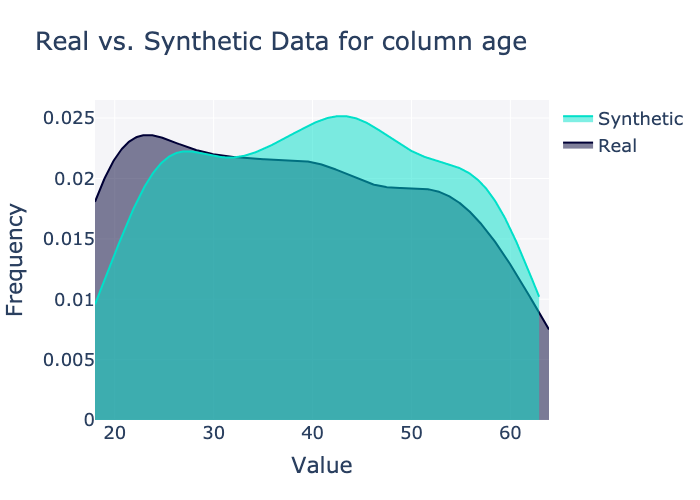 Real vs. Synthetic Data for column age
Synthetic
Real
0.025
0.02
0.015
0.01
0.005
0
Frequency
20 30 40 50 60
Value